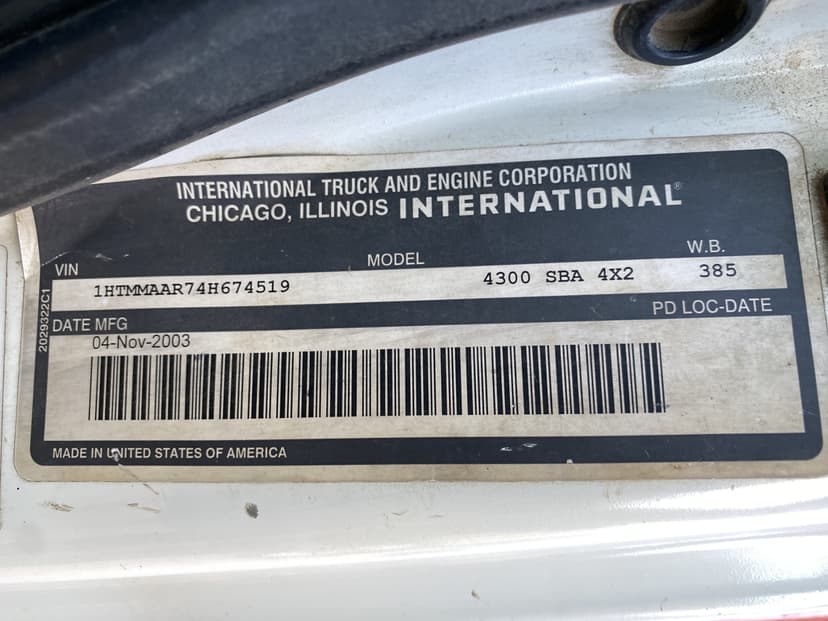 INTERNATIONAL TRUCK AND ENGINE CORPORATION
CHICAGO, ILLINOIS INTERNATIONAL®
VIN MODEL W.B.
1HTMMAAR74H674519 4300 SBA 4X2 385
DATE MFG PD LOC-DATE
04-Nov-2003
MADE IN UNITED STATES OF AMERICA
2029322C1